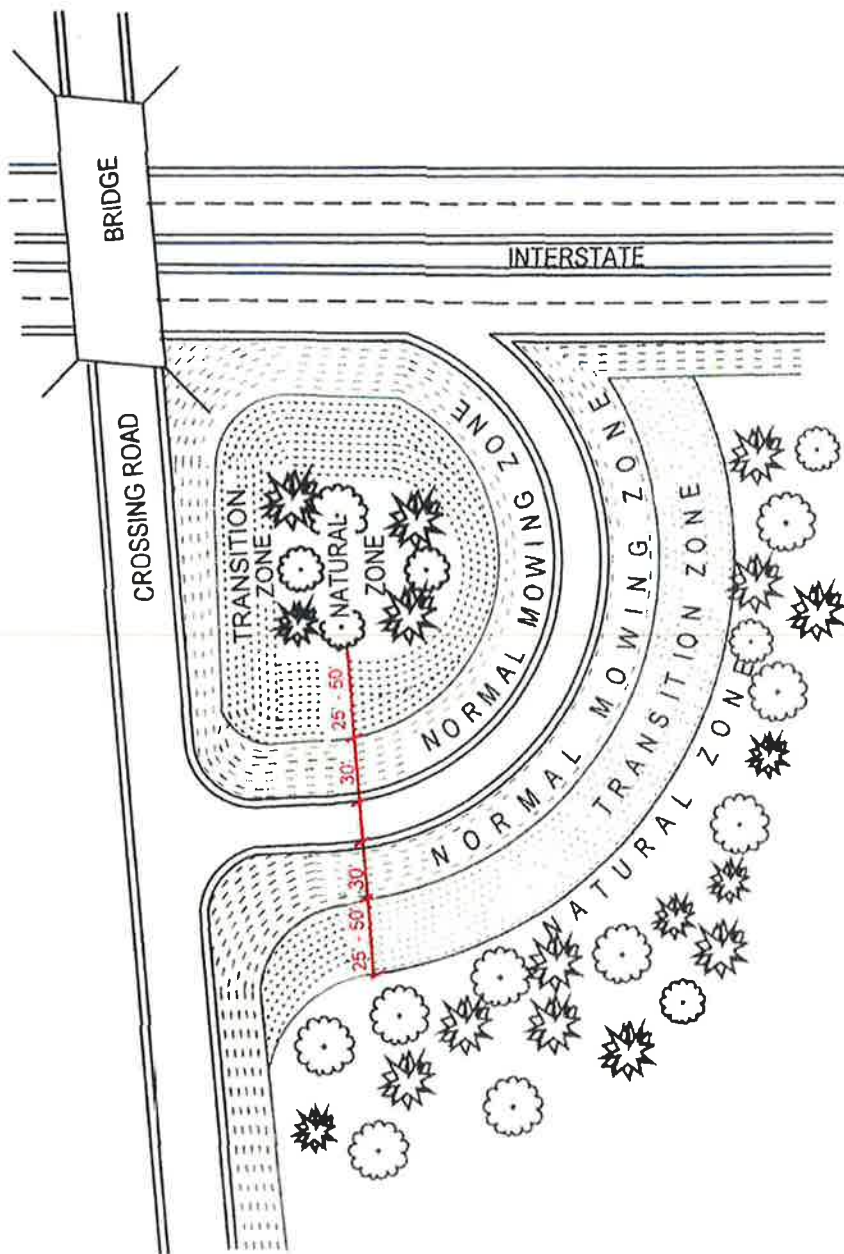 BRIDGE
INTERSTATE
CROSSING ROAD
TRANSITION
ZONE
NATURAL
ZONE
NORMAL MOWING ZONE
NORMAL MOWING ZONE
TRANSITION ZONE
NATURAL ZONE
25' - 50'
30'
30'
25' - 50'